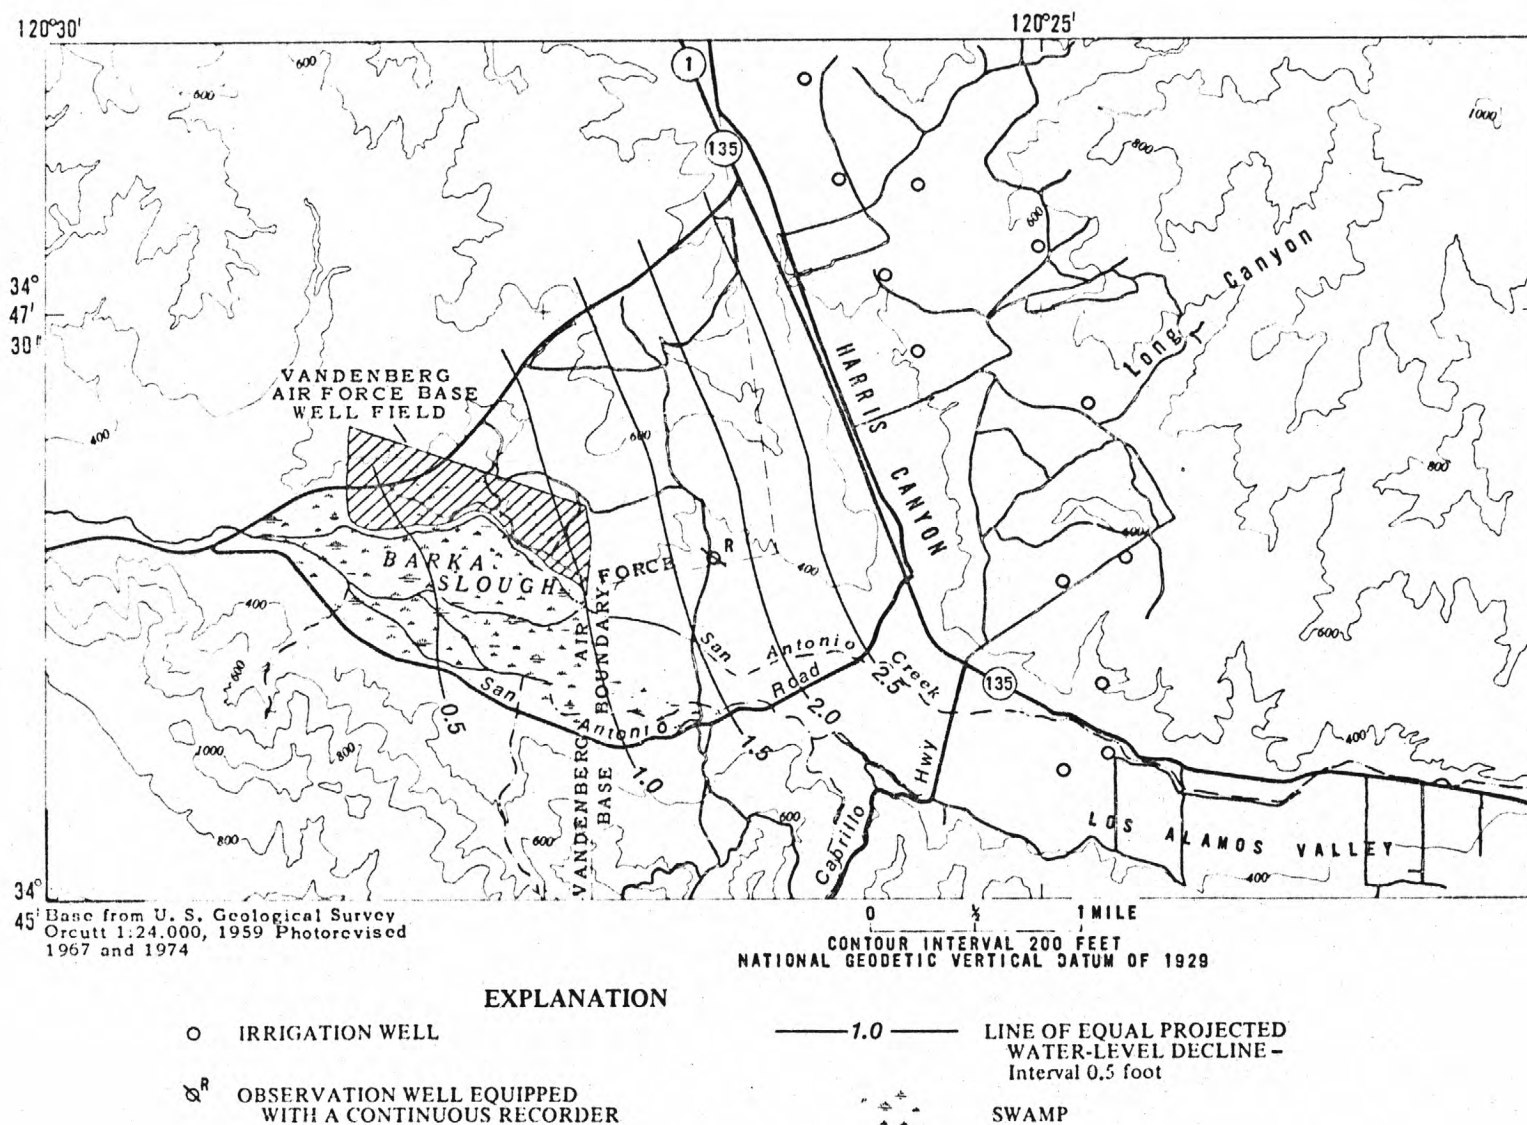 120°30'
120°25'
600
600
1
135
1000
800
600
34°
47'
30"
Long Canyon
HARRIS CANYON
VANDENBERG
AIR FORCE BASE
WELL FIELD
400
600
800
BARKA
SLOUGH
FORCE
R
400
600
400
600
San Antonio Creek
San Antonio Road
VANDENBERG AIR
BASE BOUNDARY
135
0.5
1.0
1.5
2.0
2.5
1000
800
800
600
600
400
Cabrillo Hwy
LOS ALAMOS VALLEY
400
34°
45'
Base from U. S. Geological Survey
Orcutt 1:24.000, 1959 Photorevised
1967 and 1974
0 ½ 1 MILE
CONTOUR INTERVAL 200 FEET
NATIONAL GEODETIC VERTICAL DATUM OF 1929
EXPLANATION
IRRIGATION WELL
R OBSERVATION WELL EQUIPPED
WITH A CONTINUOUS RECORDER
1.0 LINE OF EQUAL PROJECTED
WATER-LEVEL DECLINE –
Interval 0.5 foot
SWAMP